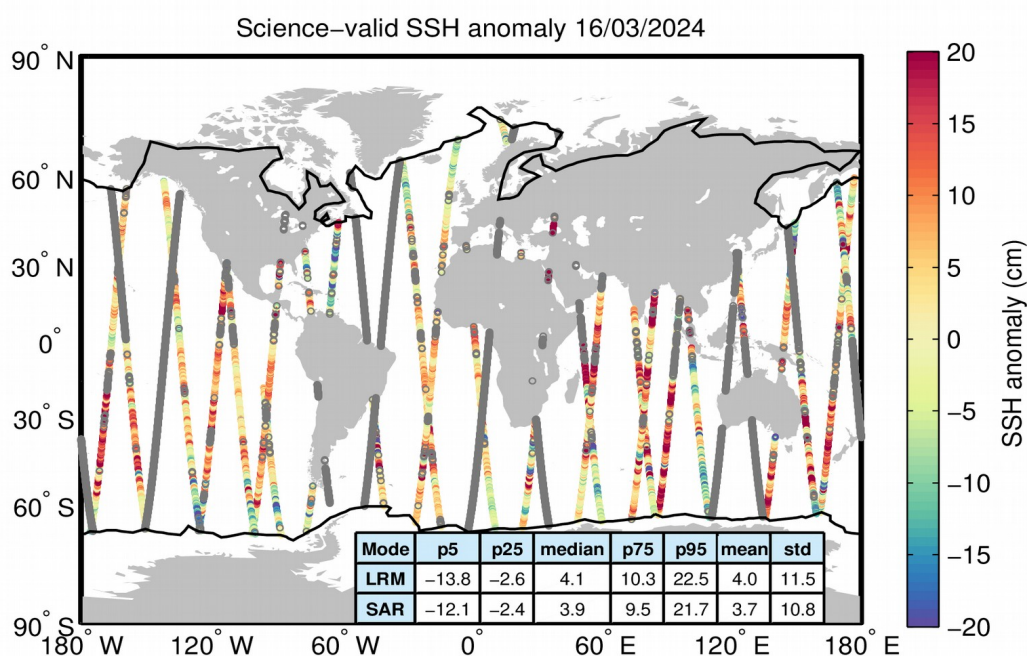 Science−valid SSH anomaly 16/03/2024
90° N
60° N
30° N
0°
30° S
60° S
90° S
180° W 120° W 60° W 0° 60° E 120° E 180° E
Mode p5 p25 median p75 p95 mean std
LRM −13.8 −2.6 4.1 10.3 22.5 4.0 11.5
SAR −12.1 −2.4 3.9 9.5 21.7 3.7 10.8
20
15
10
5
0
−5
−10
−15
−20
SSH anomaly (cm)